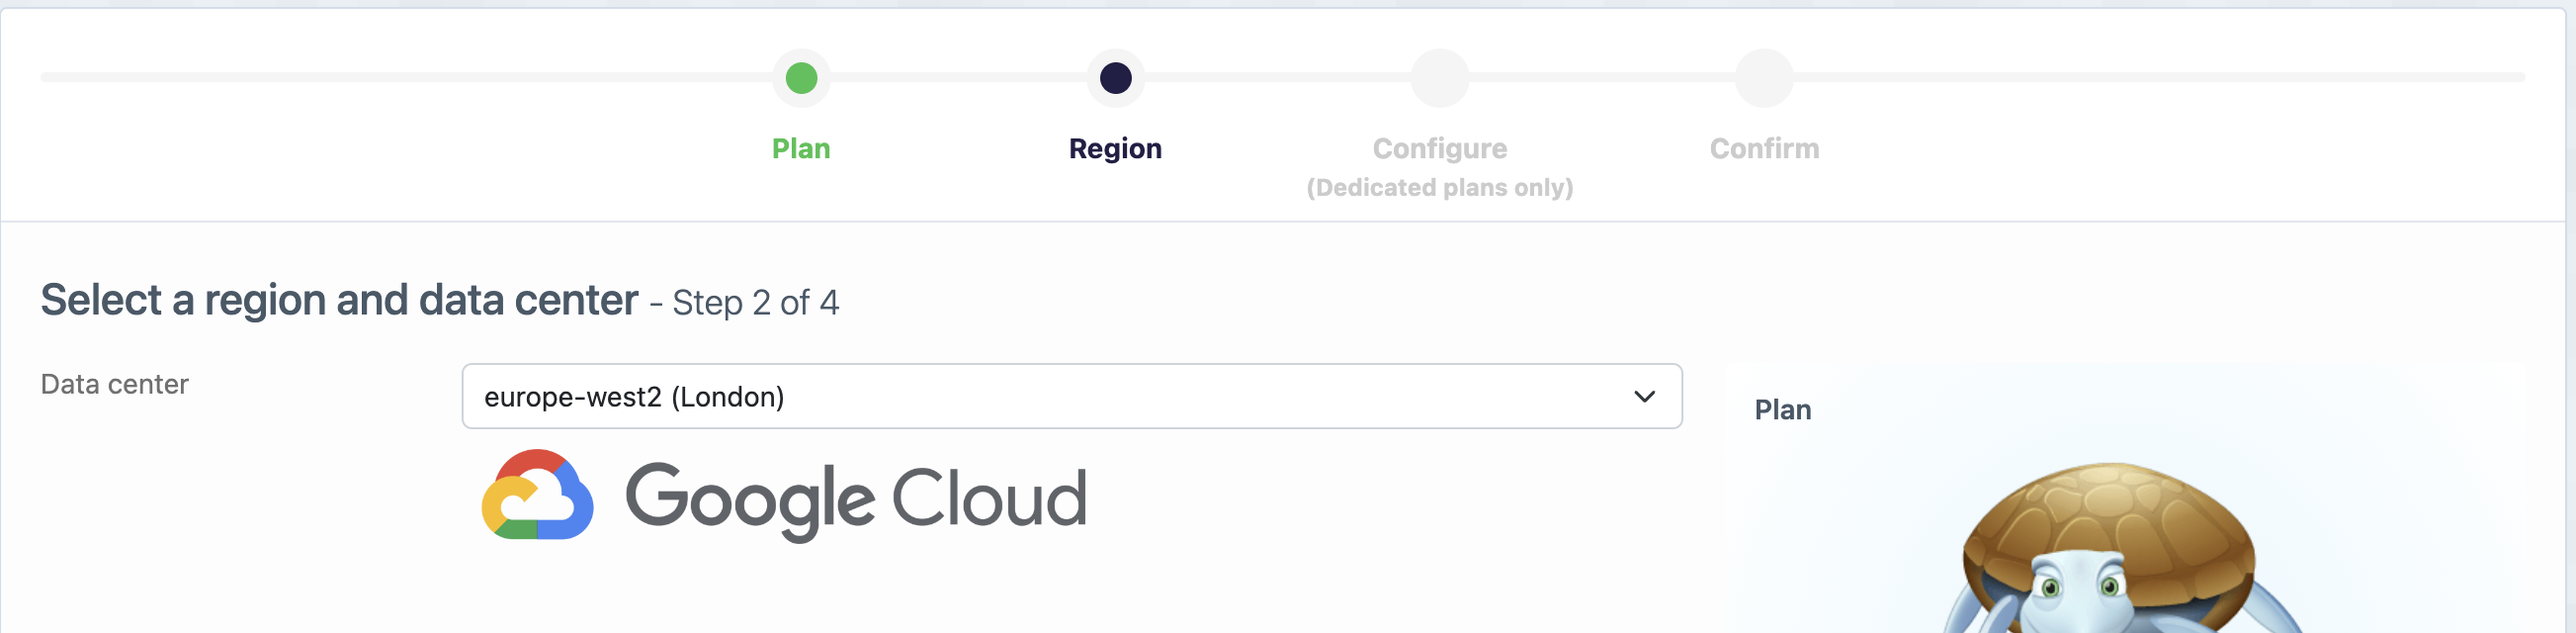 Plan
Region
Configure
(Dedicated plans only)
Confirm
Select a region and data center - Step 2 of 4
Data center
europe-west2 (London)
Google Cloud
Plan